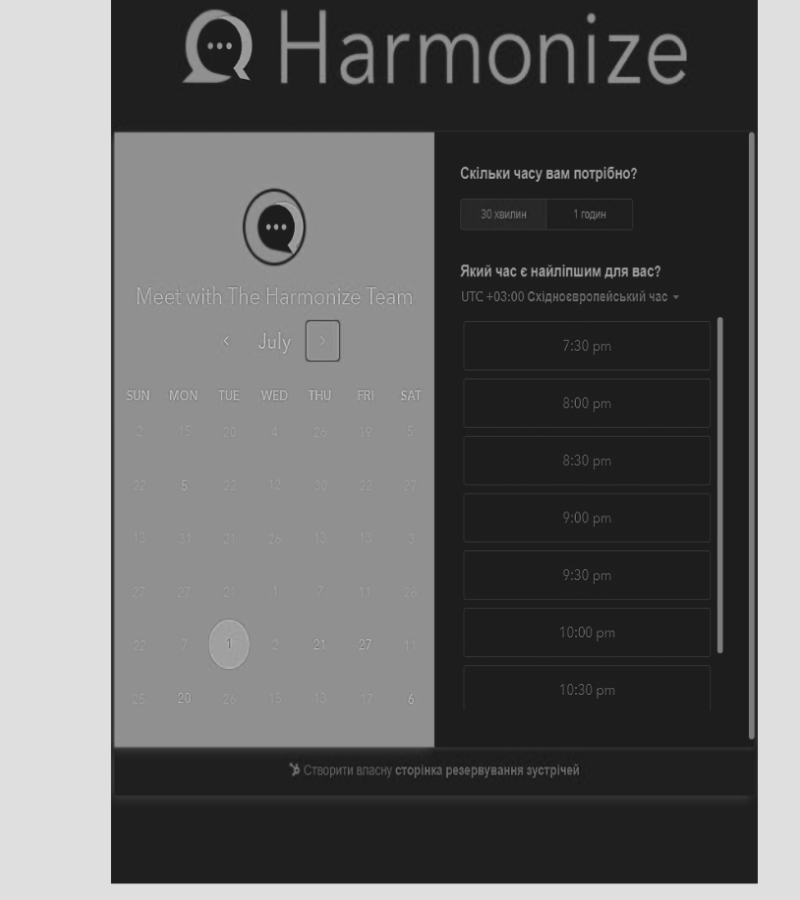 Harmonize
Meet with The Harmonize Team
July
SUN MON TUE WED THU FRI SAT
2 15 20 4 26 19 5
22 5 22 12 30 22 27
13 31 21 26 13 13 3
27 27 21 1 7 11 26
22 7 1 2 21 27 11
25 20 26 15 13 17 6
Скільки часу вам потрібно?
30 хвилин 1 годин
Який час є найліпшим для вас?
UTC +03:00 Східноєвропейський час
7:30 pm
8:00 pm
8:30 pm
9:00 pm
9:30 pm
10:00 pm
10:30 pm
Створити власну сторінка резервування зустрічей